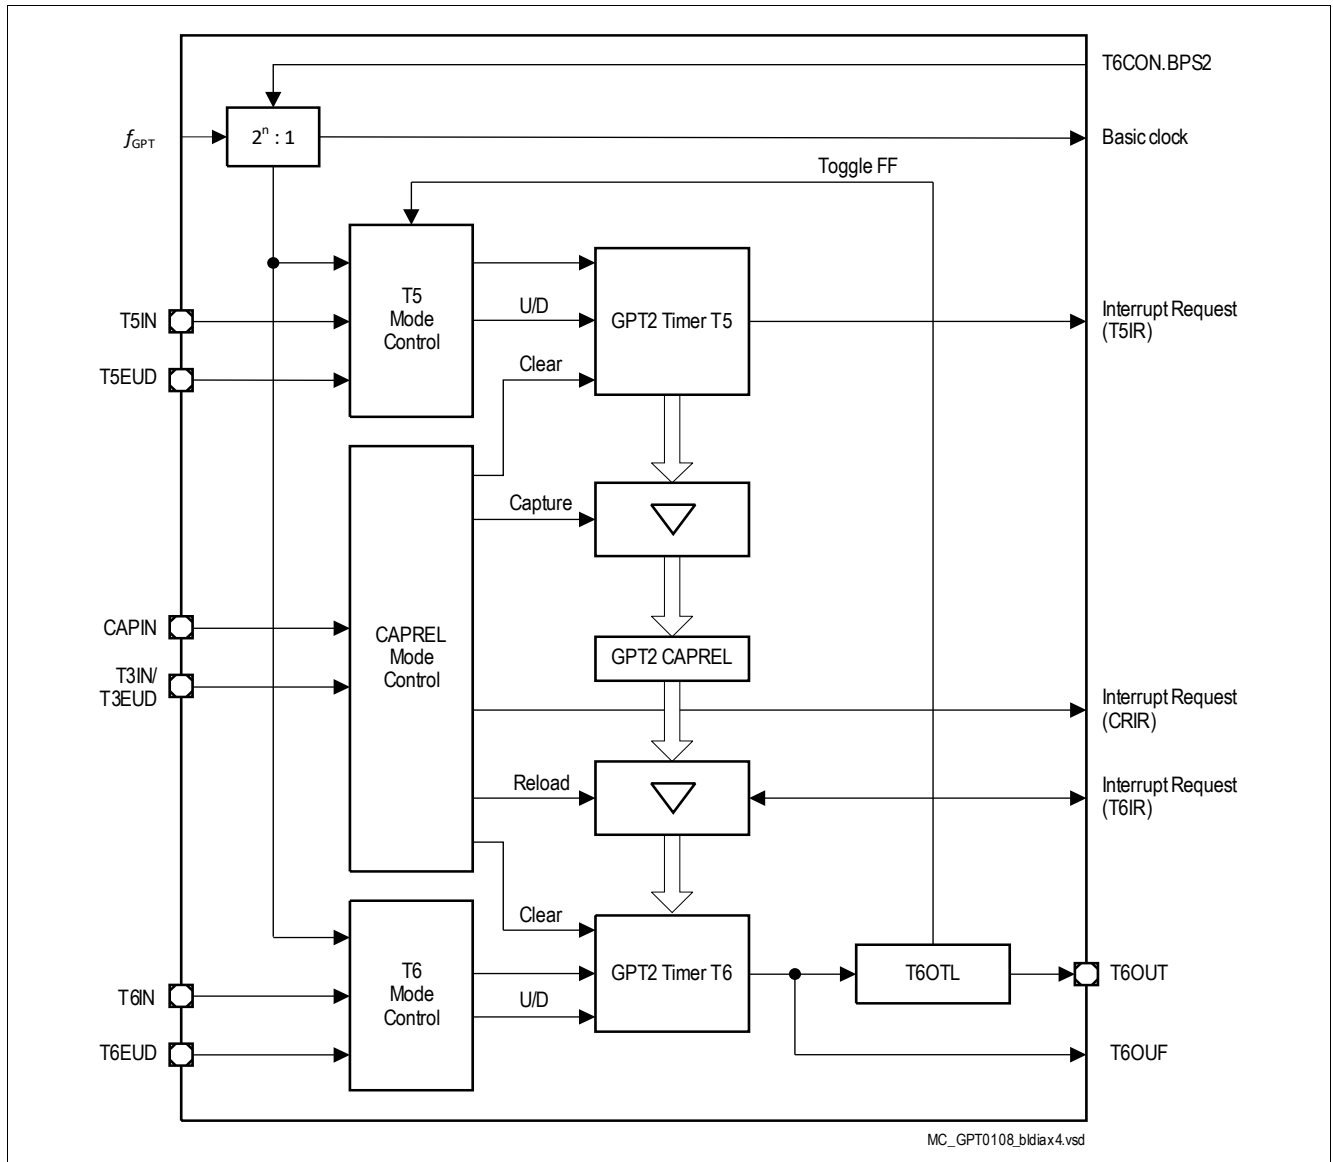 T6CON.BPS2
fGPT
2n : 1
Basic clock
Toggle FF
T5
Mode
Control
U/D
GPT2 Timer T5
Clear
T5IN
T5EUD
Interrupt Request
(T5IR)
Capture
CAPIN
T3IN/
T3EUD
CAPREL
Mode
Control
GPT2 CAPREL
Interrupt Request
(CRIR)
Reload
Interrupt Request
(T6IR)
Clear
T6
Mode
Control
U/D
GPT2 Timer T6
T6OTL
T6OUT
T6IN
T6EUD
T6OUF
MC_GPT0108_bldiax4.vsd